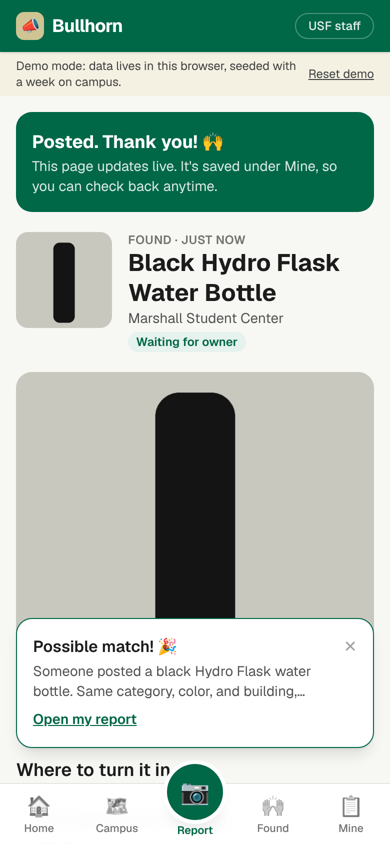 Bullhorn
USF staff
Demo mode: data lives in this browser, seeded with
a week on campus.
Reset demo
Posted. Thank you! 🙌
This page updates live. It's saved under Mine, so
you can check back anytime.
FOUND · JUST NOW
Black Hydro Flask
Water Bottle
Marshall Student Center
Waiting for owner
Possible match! 🎉
Someone posted a black Hydro Flask water
bottle. Same category, color, and building,...
Open my report
Where to turn it in
Home
Campus
Report
Found
Mine